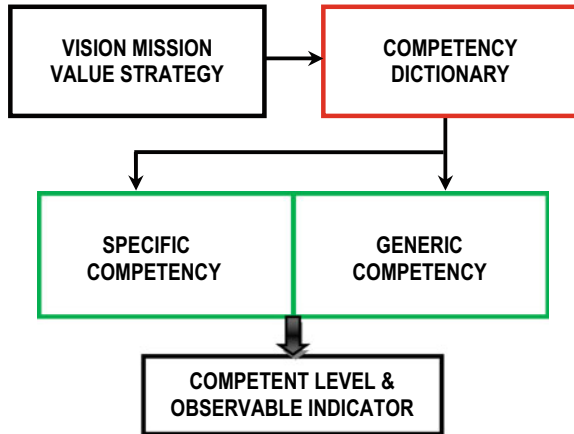 VISION MISSION
VALUE STRATEGY
COMPETENCY
DICTIONARY
SPECIFIC
COMPETENCY
GENERIC
COMPETENCY
COMPETENT LEVEL &
OBSERVABLE INDICATOR